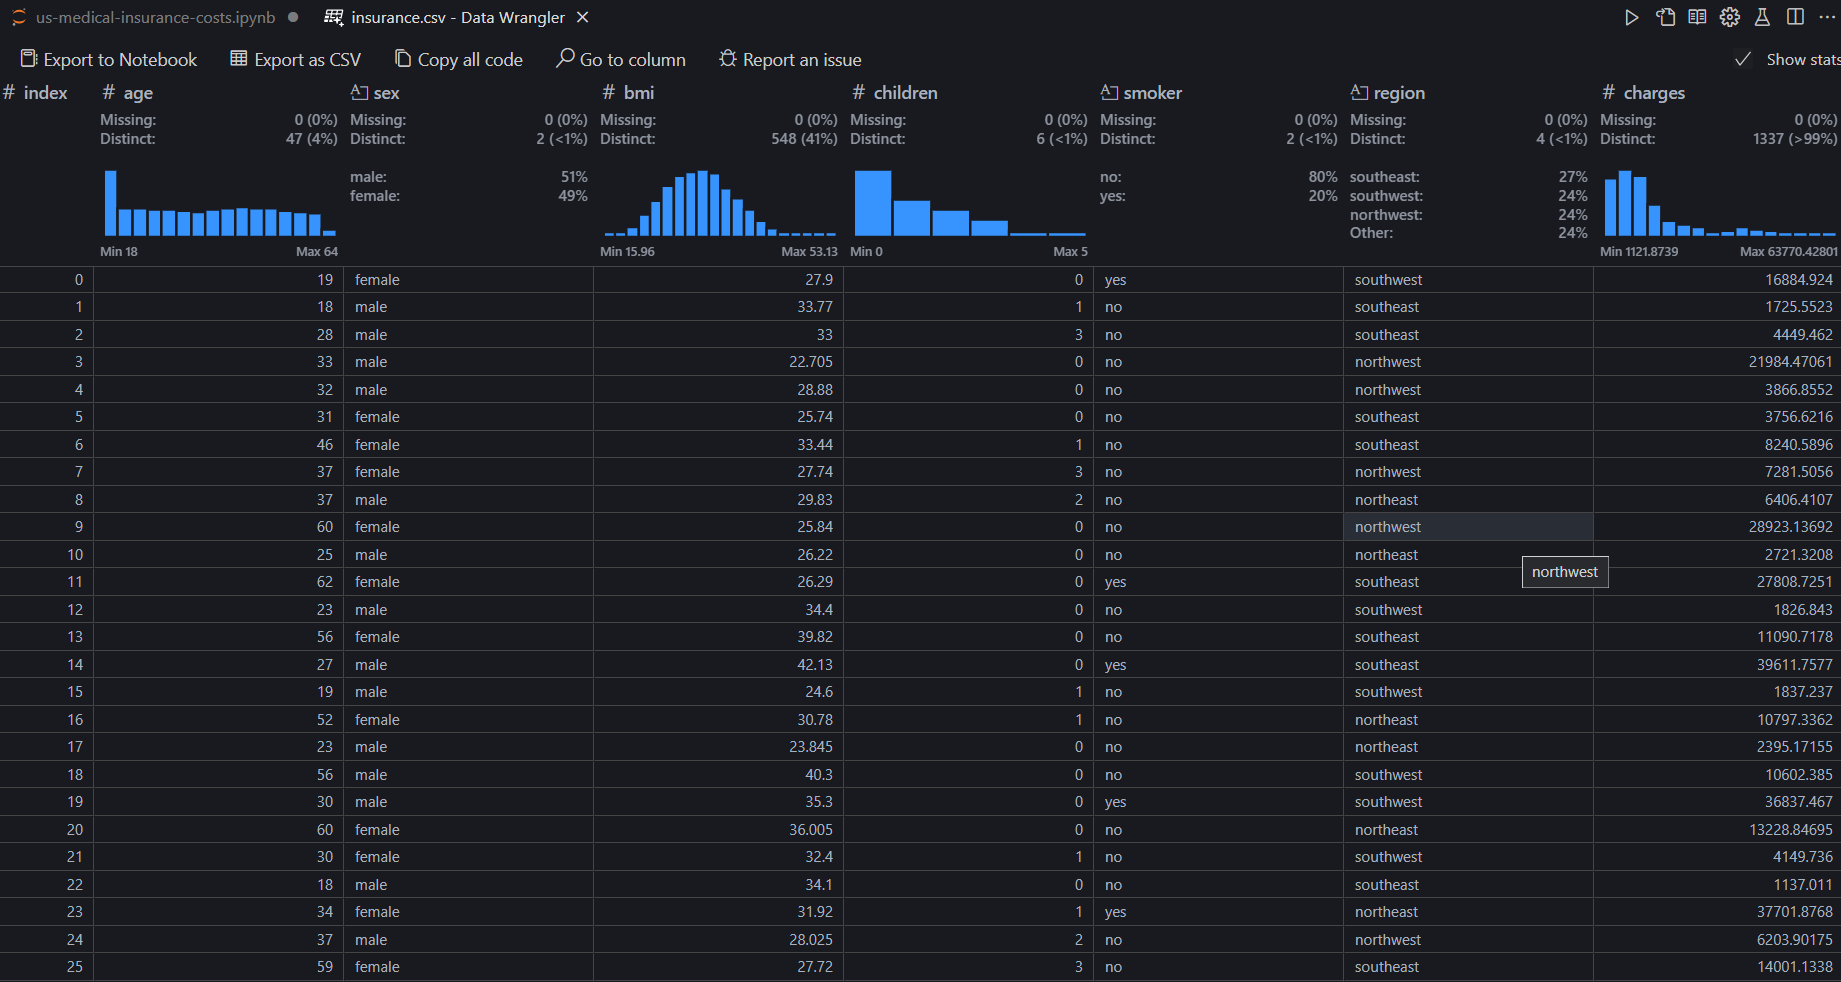 us-medical-insurance-costs.ipynb insurance.csv - Data Wrangler
Export to Notebook Export as CSV Copy all code Go to column Report an issue Show stats
# index # age sex # bmi # children smoker region # charges
Missing: 0 (0%) Missing: 0 (0%) Missing: 0 (0%) Missing: 0 (0%) Missing: 0 (0%) Missing: 0 (0%) Missing: 0 (0%)
Distinct: 47 (4%) Distinct: 2 (<1%) Distinct: 548 (41%) Distinct: 6 (<1%) Distinct: 2 (<1%) Distinct: 4 (<1%) Distinct: 1337 (>99%)
male: 51% no: 80% southeast: 27%
female: 49% yes: 20% southwest: 24%
northwest: 24%
Other: 24%
Min 18 Max 64 Min 15.96 Max 53.13 Min 0 Max 5 Min 1121.8739 Max 63770.42801
0 19 female 27.9 0 yes southwest 16884.924
1 18 male 33.77 1 no southeast 1725.5523
2 28 male 33 3 no southeast 4449.462
3 33 male 22.705 0 no northwest 21984.47061
4 32 male 28.88 0 no northwest 3866.8552
5 31 female 25.74 0 no southeast 3756.6216
6 46 female 33.44 1 no southeast 8240.5896
7 37 female 27.74 3 no northwest 7281.5056
8 37 male 29.83 2 no northeast 6406.4107
9 60 female 25.84 0 no northwest 28923.13692
10 25 male 26.22 0 no northeast 2721.3208
northwest
11 62 female 26.29 0 yes southeast 27808.7251
12 23 male 34.4 0 no southwest 1826.843
13 56 female 39.82 0 no southeast 11090.7178
14 27 male 42.13 0 yes southeast 39611.7577
15 19 male 24.6 1 no southwest 1837.237
16 52 female 30.78 1 no northeast 10797.3362
17 23 male 23.845 0 no northeast 2395.17155
18 56 male 40.3 0 no southwest 10602.385
19 30 male 35.3 0 yes southwest 36837.467
20 60 female 36.005 0 no northeast 13228.84695
21 30 female 32.4 1 no southwest 4149.736
22 18 male 34.1 0 no southeast 1137.011
23 34 female 31.92 1 yes northeast 37701.8768
24 37 male 28.025 2 no northwest 6203.90175
25 59 female 27.72 3 no southeast 14001.1338